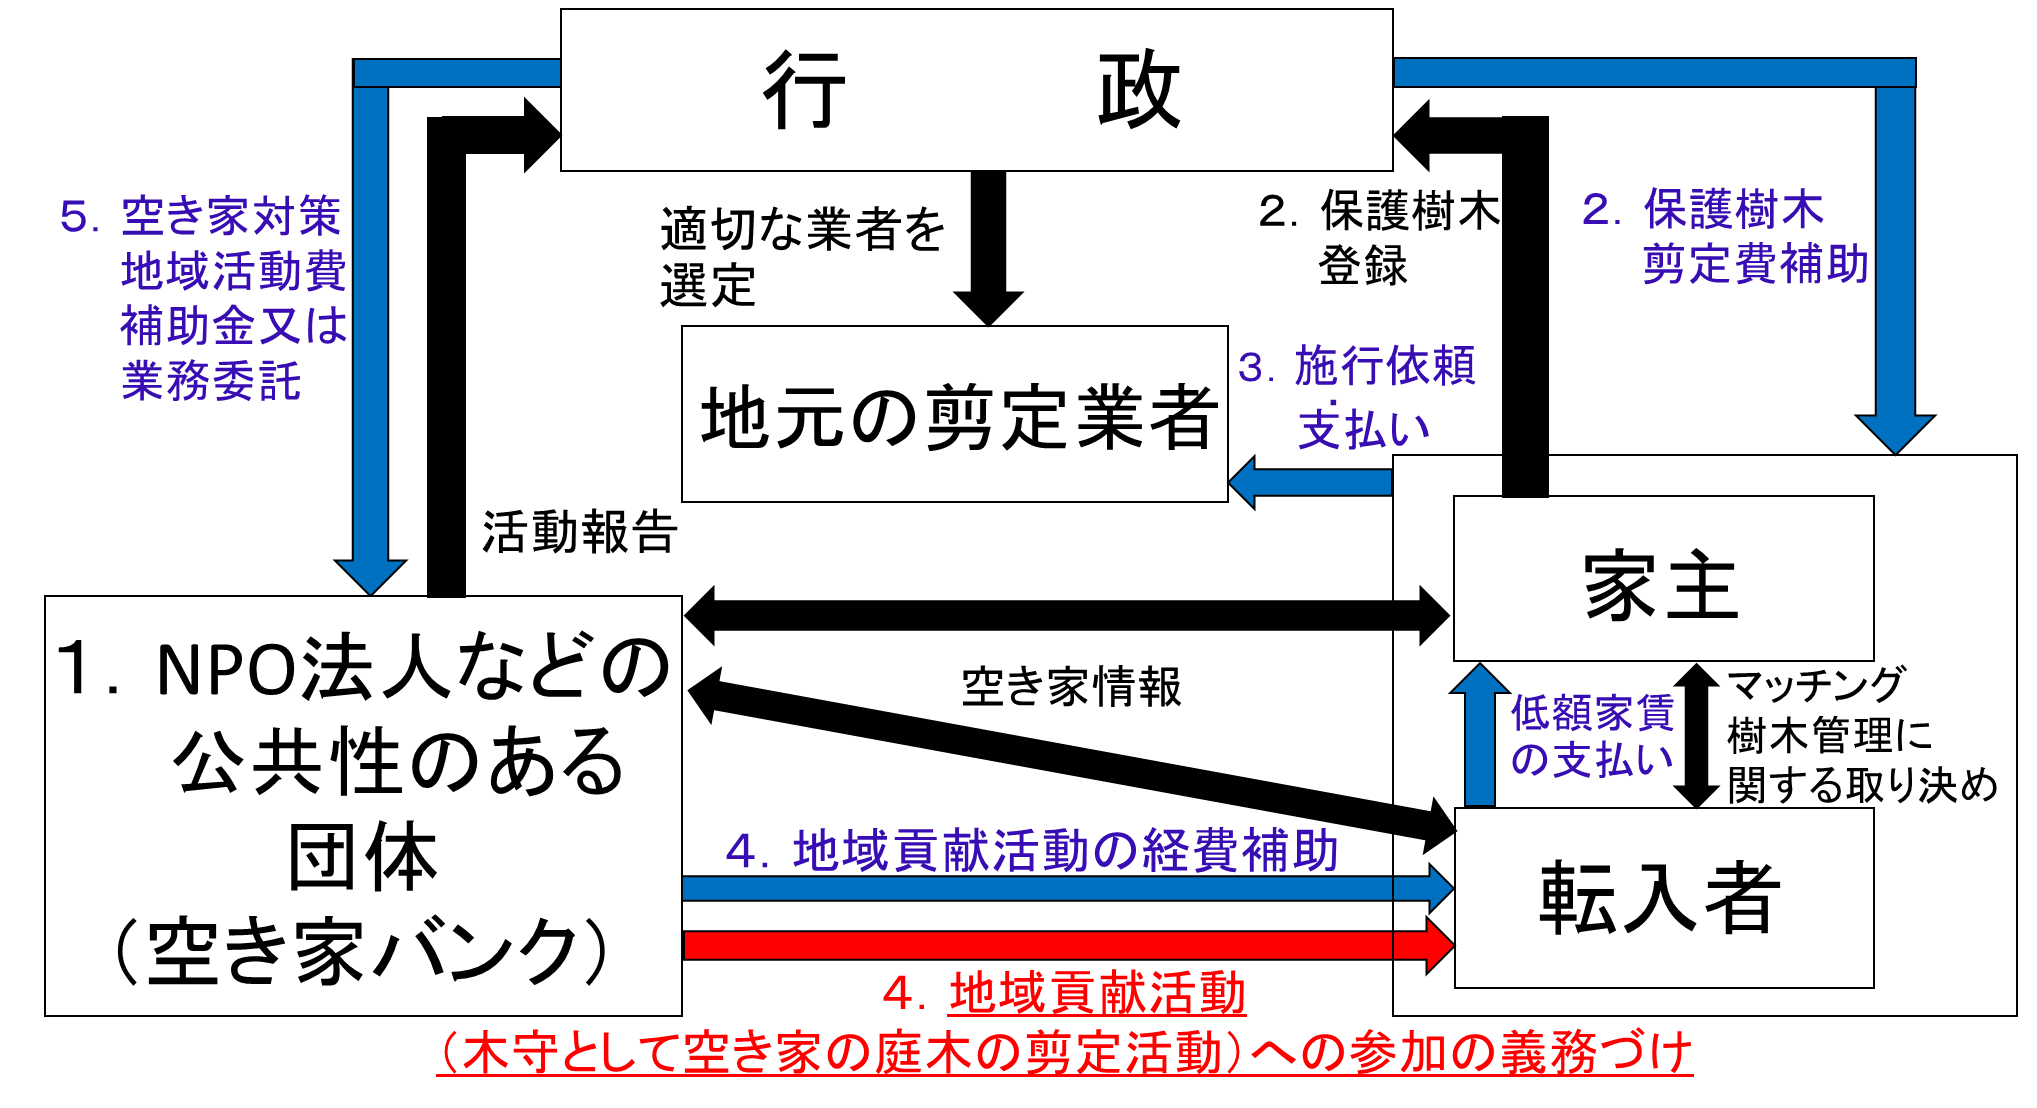 行　政
5. 空き家対策
地域活動費
補助金又は
業務委託
適切な業者を
選定
2. 保護樹木
登録
2. 保護樹木
剪定費補助
地元の剪定業者
3. 施行依頼
・
支払い
活動報告
家主
1. NPO法人などの
公共性のある
団体
（空き家バンク）
空き家情報
低額家賃
の支払い
マッチング
樹木管理に
関する取り決め
4. 地域貢献活動の経費補助
転入者
4. 地域貢献活動
（木守として空き家の庭木の剪定活動）への参加の義務づけ